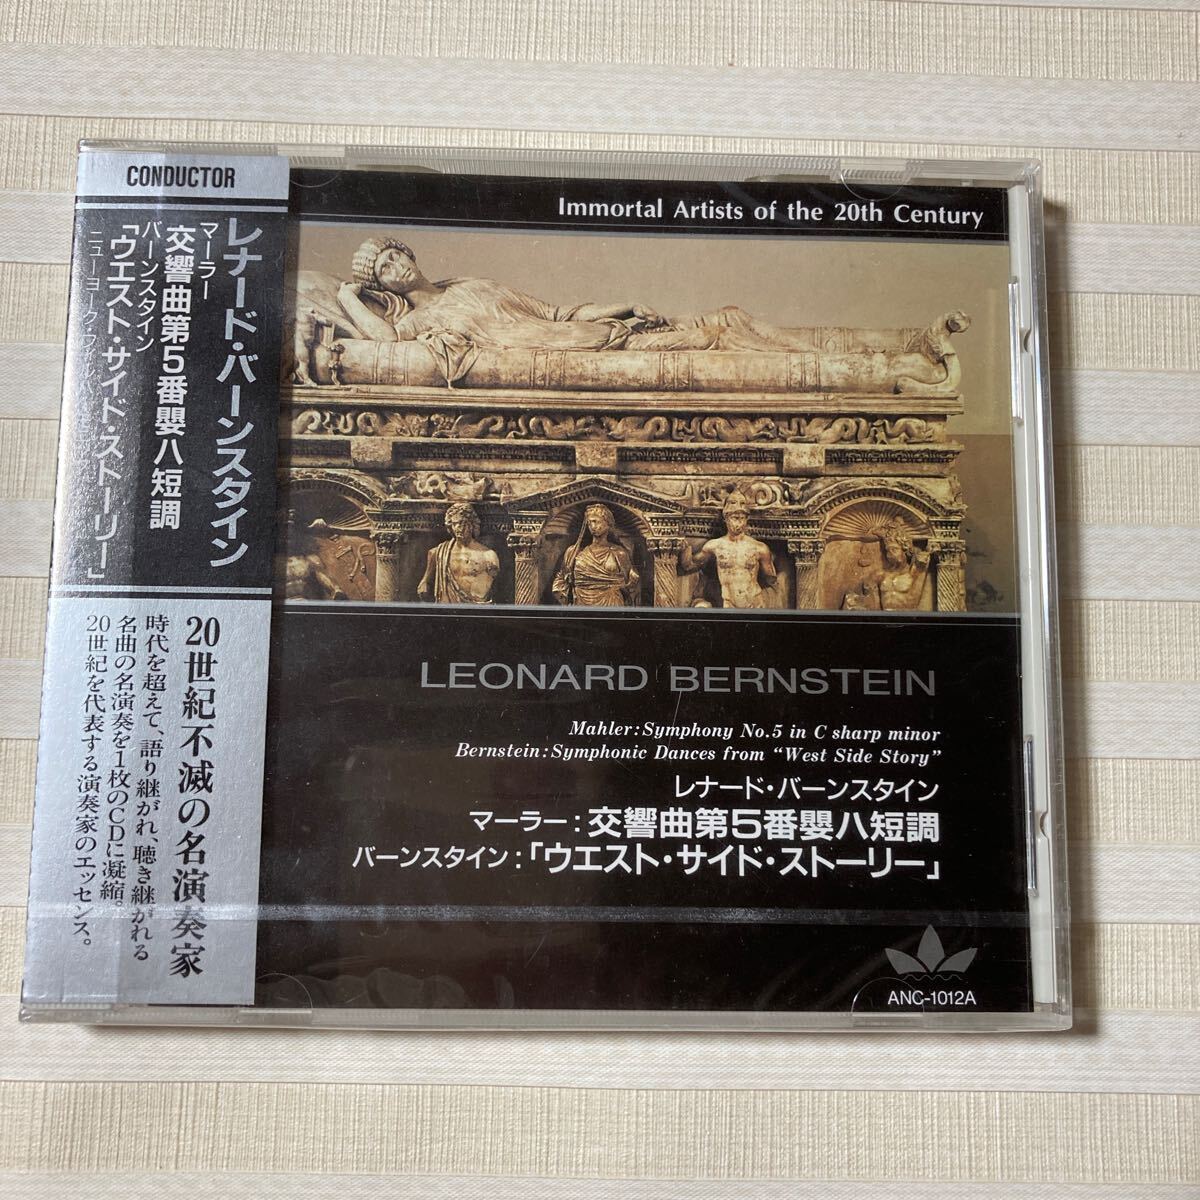 CONDUCTOR
レナード・バーンスタイン
マーラー
交響曲第5番嬰ハ短調
バーンスタイン
「ウエスト・サイド・ストーリー」
20世紀不滅の名演奏家
時代を超えて、語り継がれ、聴き継がれる
名曲の名演奏を1枚のCDに凝縮。
20世紀を代表する演奏家のエッセンス。
Immortal Artists of the 20th Century
LEONARD BERNSTEIN
Mahler:Symphony No.5 in C sharp minor
Bernstein:Symphonic Dances from “West Side Story”
レナード・バーンスタイン
マーラー:交響曲第5番嬰ハ短調
バーンスタイン:「ウエスト・サイド・ストーリー」
ANC-1012A